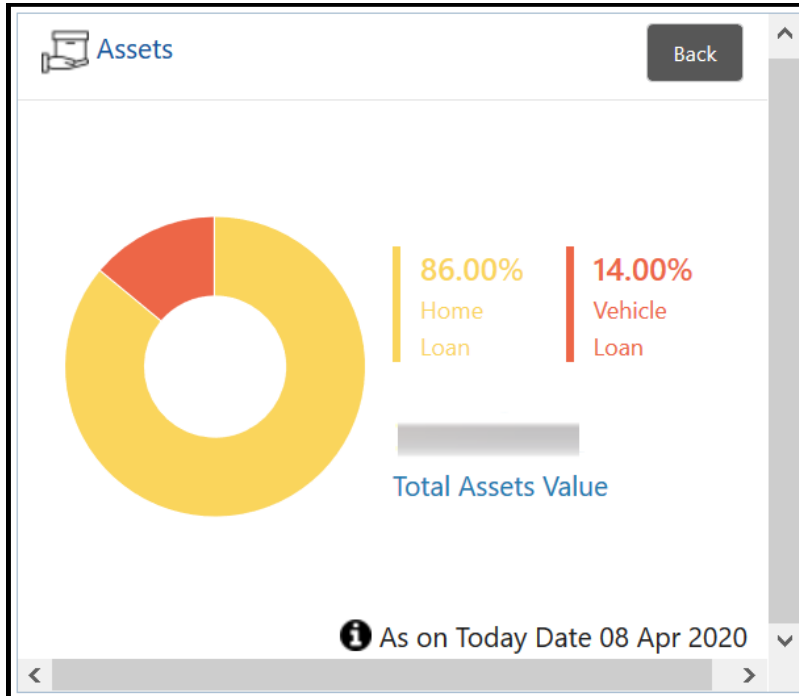 Assets
Back
86.00%
Home
Loan
14.00%
Vehicle
Loan
Total Assets Value
As on Today Date 08 Apr 2020